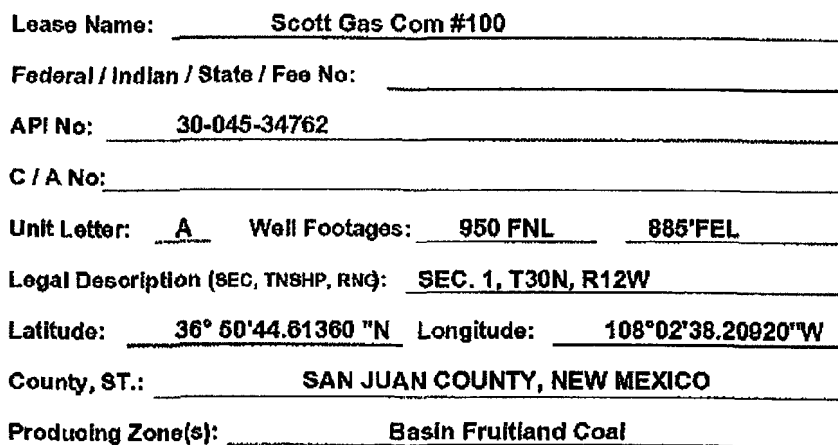 Lease Name: Scott Gas Com #100
Federal / Indian / State / Fee No:
API No: 30-045-34762
C / A No:
Unit Letter: A Well Footages: 950 FNL 885'FEL
Legal Description (SEC, TNSHP, RNG): SEC. 1, T30N, R12W
Latitude: 36° 50'44.61360 "N Longitude: 108°02'38.20920"W
County, ST.: SAN JUAN COUNTY, NEW MEXICO
Producing Zone(s): Basin Fruitland Coal